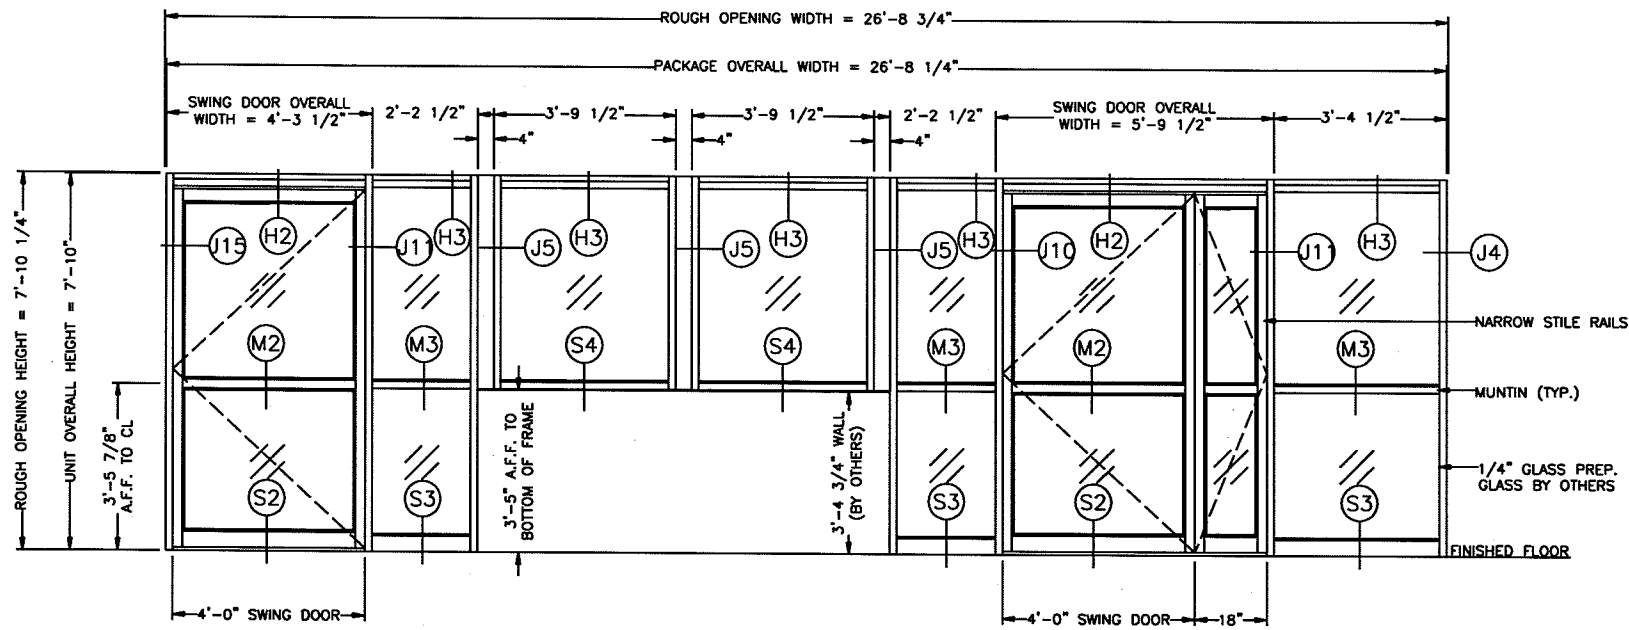 ROUGH OPENING WIDTH = 26'-8 3/4"
PACKAGE OVERALL WIDTH = 26'-8 1/4"
SWING DOOR OVERALL
WIDTH = 4'-3 1/2"
2'-2 1/2"
3'-9 1/2"
3'-9 1/2"
2'-2 1/2"
SWING DOOR OVERALL
WIDTH = 5'-9 1/2"
3'-4 1/2"
4"
4"
4"
ROUGH OPENING HEIGHT = 7'-10 1/4"
UNIT OVERALL HEIGHT = 7'-10"
3'-5 7/8"
A.F.F. TO CL
J15
H2
J11
H3
J5
H3
J5
H3
J5
H3
J10
H2
J11
H3
J4
NARROW STILE RAILS
M2
M3
S4
S4
M3
M2
M3
MUNTIN (TYP.)
3'-5" A.F.F. TO
BOTTOM OF FRAME
3'-4 3/4" WALL
(BY OTHERS)
1/4" GLASS PREP.
GLASS BY OTHERS
S2
S3
S3
S2
S3
FINISHED FLOOR
4'-0" SWING DOOR
4'-0" SWING DOOR
18"